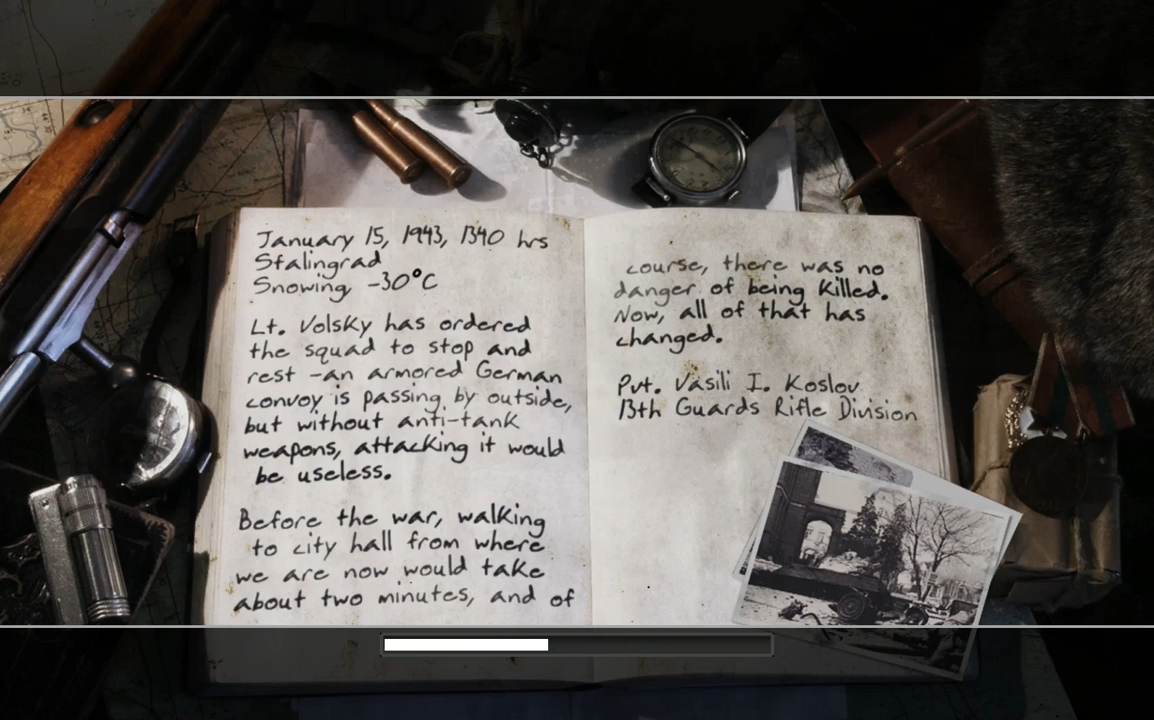 January 15, 1943, 1340 hrs
Stalingrad
Snowing, -30°C
Lt. Volsky has ordered
the squad to stop and
rest -an armored German
convoy is passing by outside,
but without anti-tank
weapons, attacking it would
be useless.
Before the war, walking
to city hall from where
we are now would take
about two minutes, and of
course, there was no
danger of being killed.
Now, all of that has
changed.
Pvt. Vasili I. Koslov
13th Guards Rifle Division